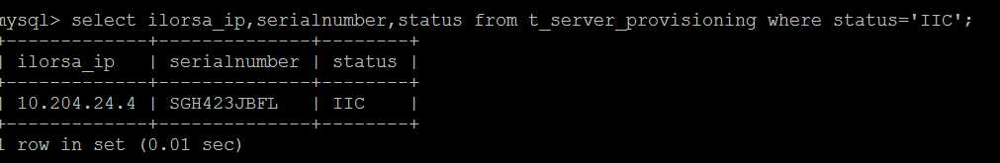 mysql> select ilorsa_ip,serialnumber,status from t_server_provisioning where status='IIC';
+-------------+--------------+--------+
| ilorsa_ip   | serialnumber | status |
+-------------+--------------+--------+
| 10.204.24.4 | SGH423JBFL   | IIC    |
+-------------+--------------+--------+
1 row in set (0.01 sec)